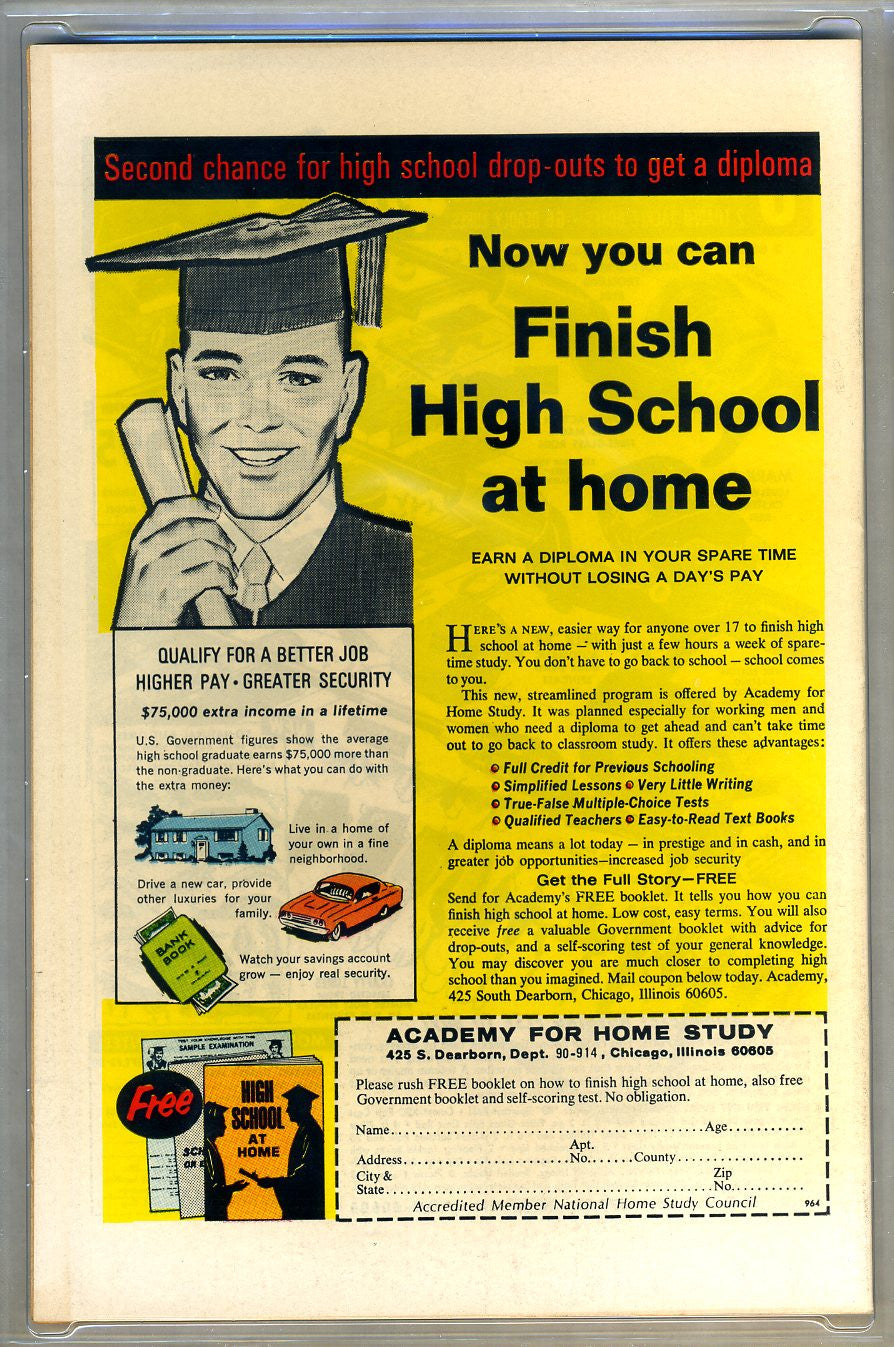 Second chance for high school drop-outs to get a diploma
Now you can
Finish
High School
at home
EARN A DIPLOMA IN YOUR SPARE TIME
WITHOUT LOSING A DAY'S PAY
HERE'S A NEW, easier way for anyone over 17 to finish high
school at home — with just a few hours a week of spare-
time study. You don't have to go back to school — school comes
to you.
This new, streamlined program is offered by Academy for
Home Study. It was planned especially for working men and
women who need a diploma to get ahead and can't take time
out to go back to classroom study. It offers these advantages:
Full Credit for Previous Schooling
Simplified Lessons Very Little Writing
True-False Multiple-Choice Tests
Qualified Teachers Easy-to-Read Text Books
A diploma means a lot today — in prestige and in cash, and in
greater job opportunities—increased job security
Get the Full Story—FREE
Send for Academy's FREE booklet. It tells you how you can
finish high school at home. Low cost, easy terms. You will also
receive free a valuable Government booklet with advice for
drop-outs, and a self-scoring test of your general knowledge.
You may discover you are much closer to completing high
school than you imagined. Mail coupon below today. Academy,
425 South Dearborn, Chicago, Illinois 60605.
QUALIFY FOR A BETTER JOB
HIGHER PAY • GREATER SECURITY
$75,000 extra income in a lifetime
U.S. Government figures show the average
high school graduate earns $75,000 more than
the non-graduate. Here's what you can do with
the extra money:
Live in a home of
your own in a fine
neighborhood.
Drive a new car, provide
other luxuries for your
family.
BANK
BOOK
Watch your savings account
grow — enjoy real security.
TEST YOUR KNOWLEDGE WITH THIS
SAMPLE EXAMINATION
Free
HIGH
SCHOOL
AT
HOME
ACADEMY FOR HOME STUDY
425 S. Dearborn, Dept. 90-914, Chicago, Illinois 60605
Please rush FREE booklet on how to finish high school at home, also free
Government booklet and self-scoring test. No obligation.
Name.......................................................Age...........
Apt.
Address.............................No.......County......................
City & Zip
State............................................................No...........
Accredited Member National Home Study Council 964